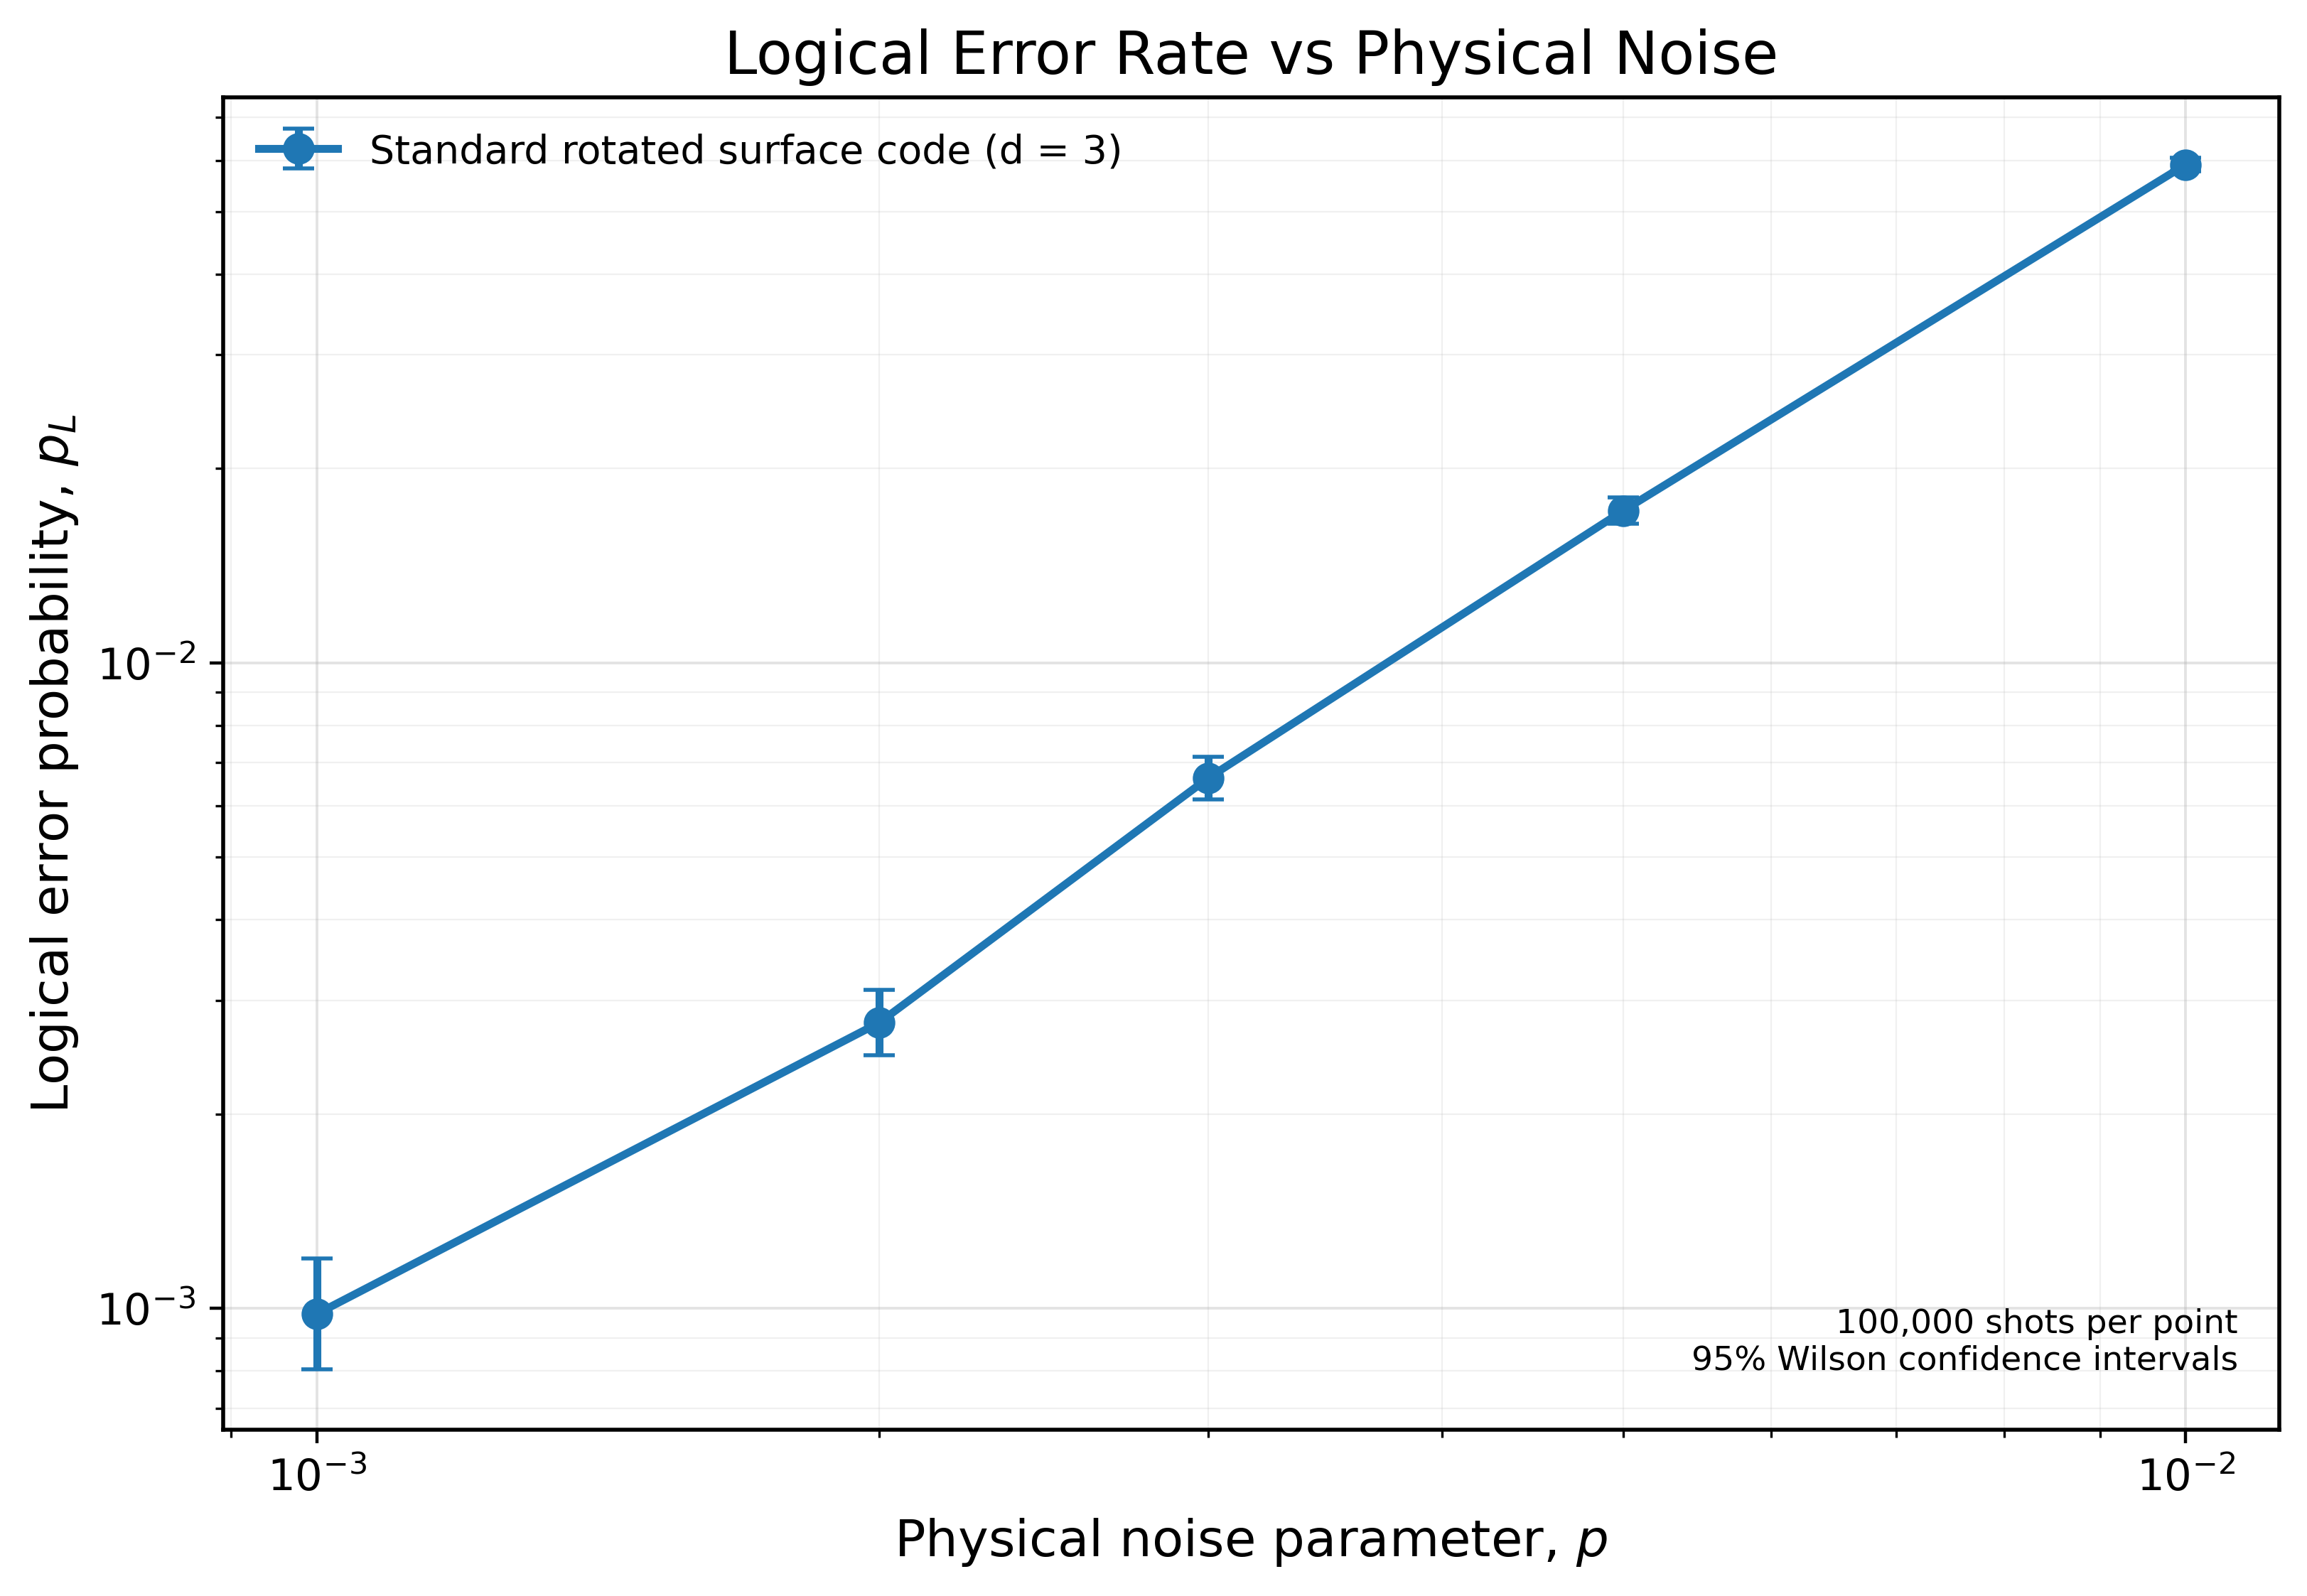 Logical Error Rate vs Physical Noise
Standard rotated surface code (d = 3)
Logical error probability, p_L
10⁻²
10⁻³
100,000 shots per point
95% Wilson confidence intervals
10⁻³
10⁻²
Physical noise parameter, p